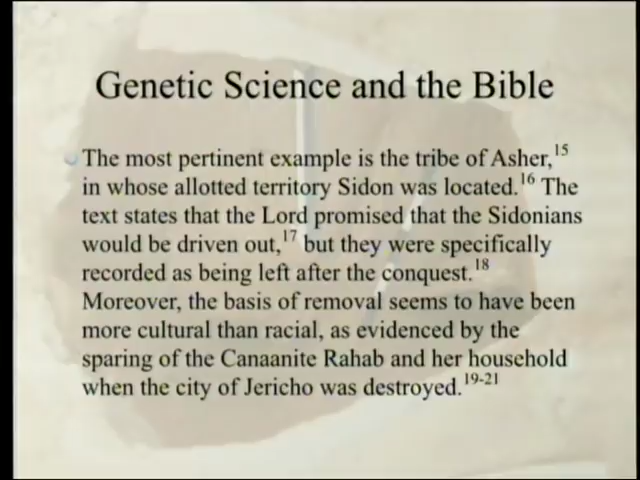 Genetic Science and the Bible
The most pertinent example is the tribe of Asher,15
in whose allotted territory Sidon was located.16 The
text states that the Lord promised that the Sidonians
would be driven out,17 but they were specifically
recorded as being left after the conquest.18
Moreover, the basis of removal seems to have been
more cultural than racial, as evidenced by the
sparing of the Canaanite Rahab and her household
when the city of Jericho was destroyed.19-21